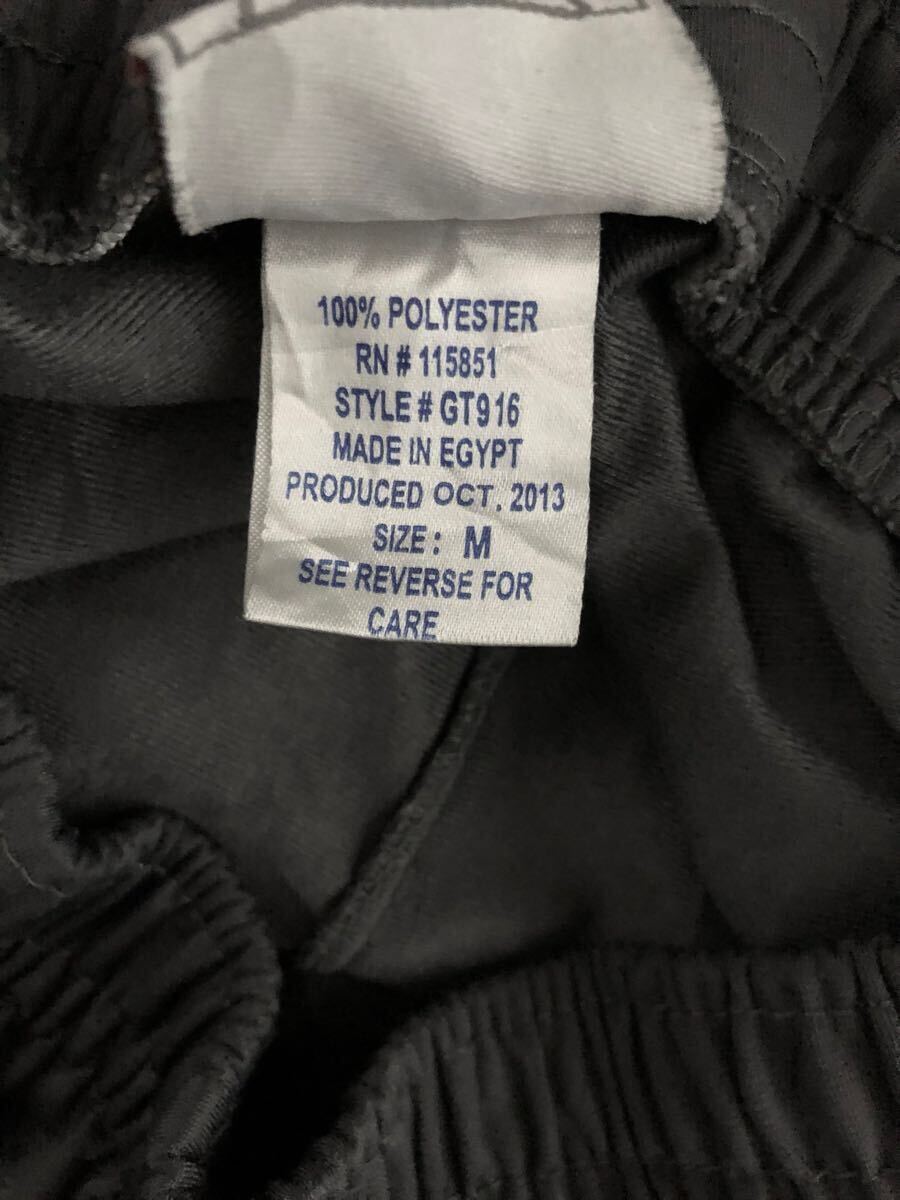 100% POLYESTER
RN # 115851
STYLE # GT916
MADE IN EGYPT
PRODUCED OCT. 2013
SIZE: M
SEE REVERSE FOR
CARE